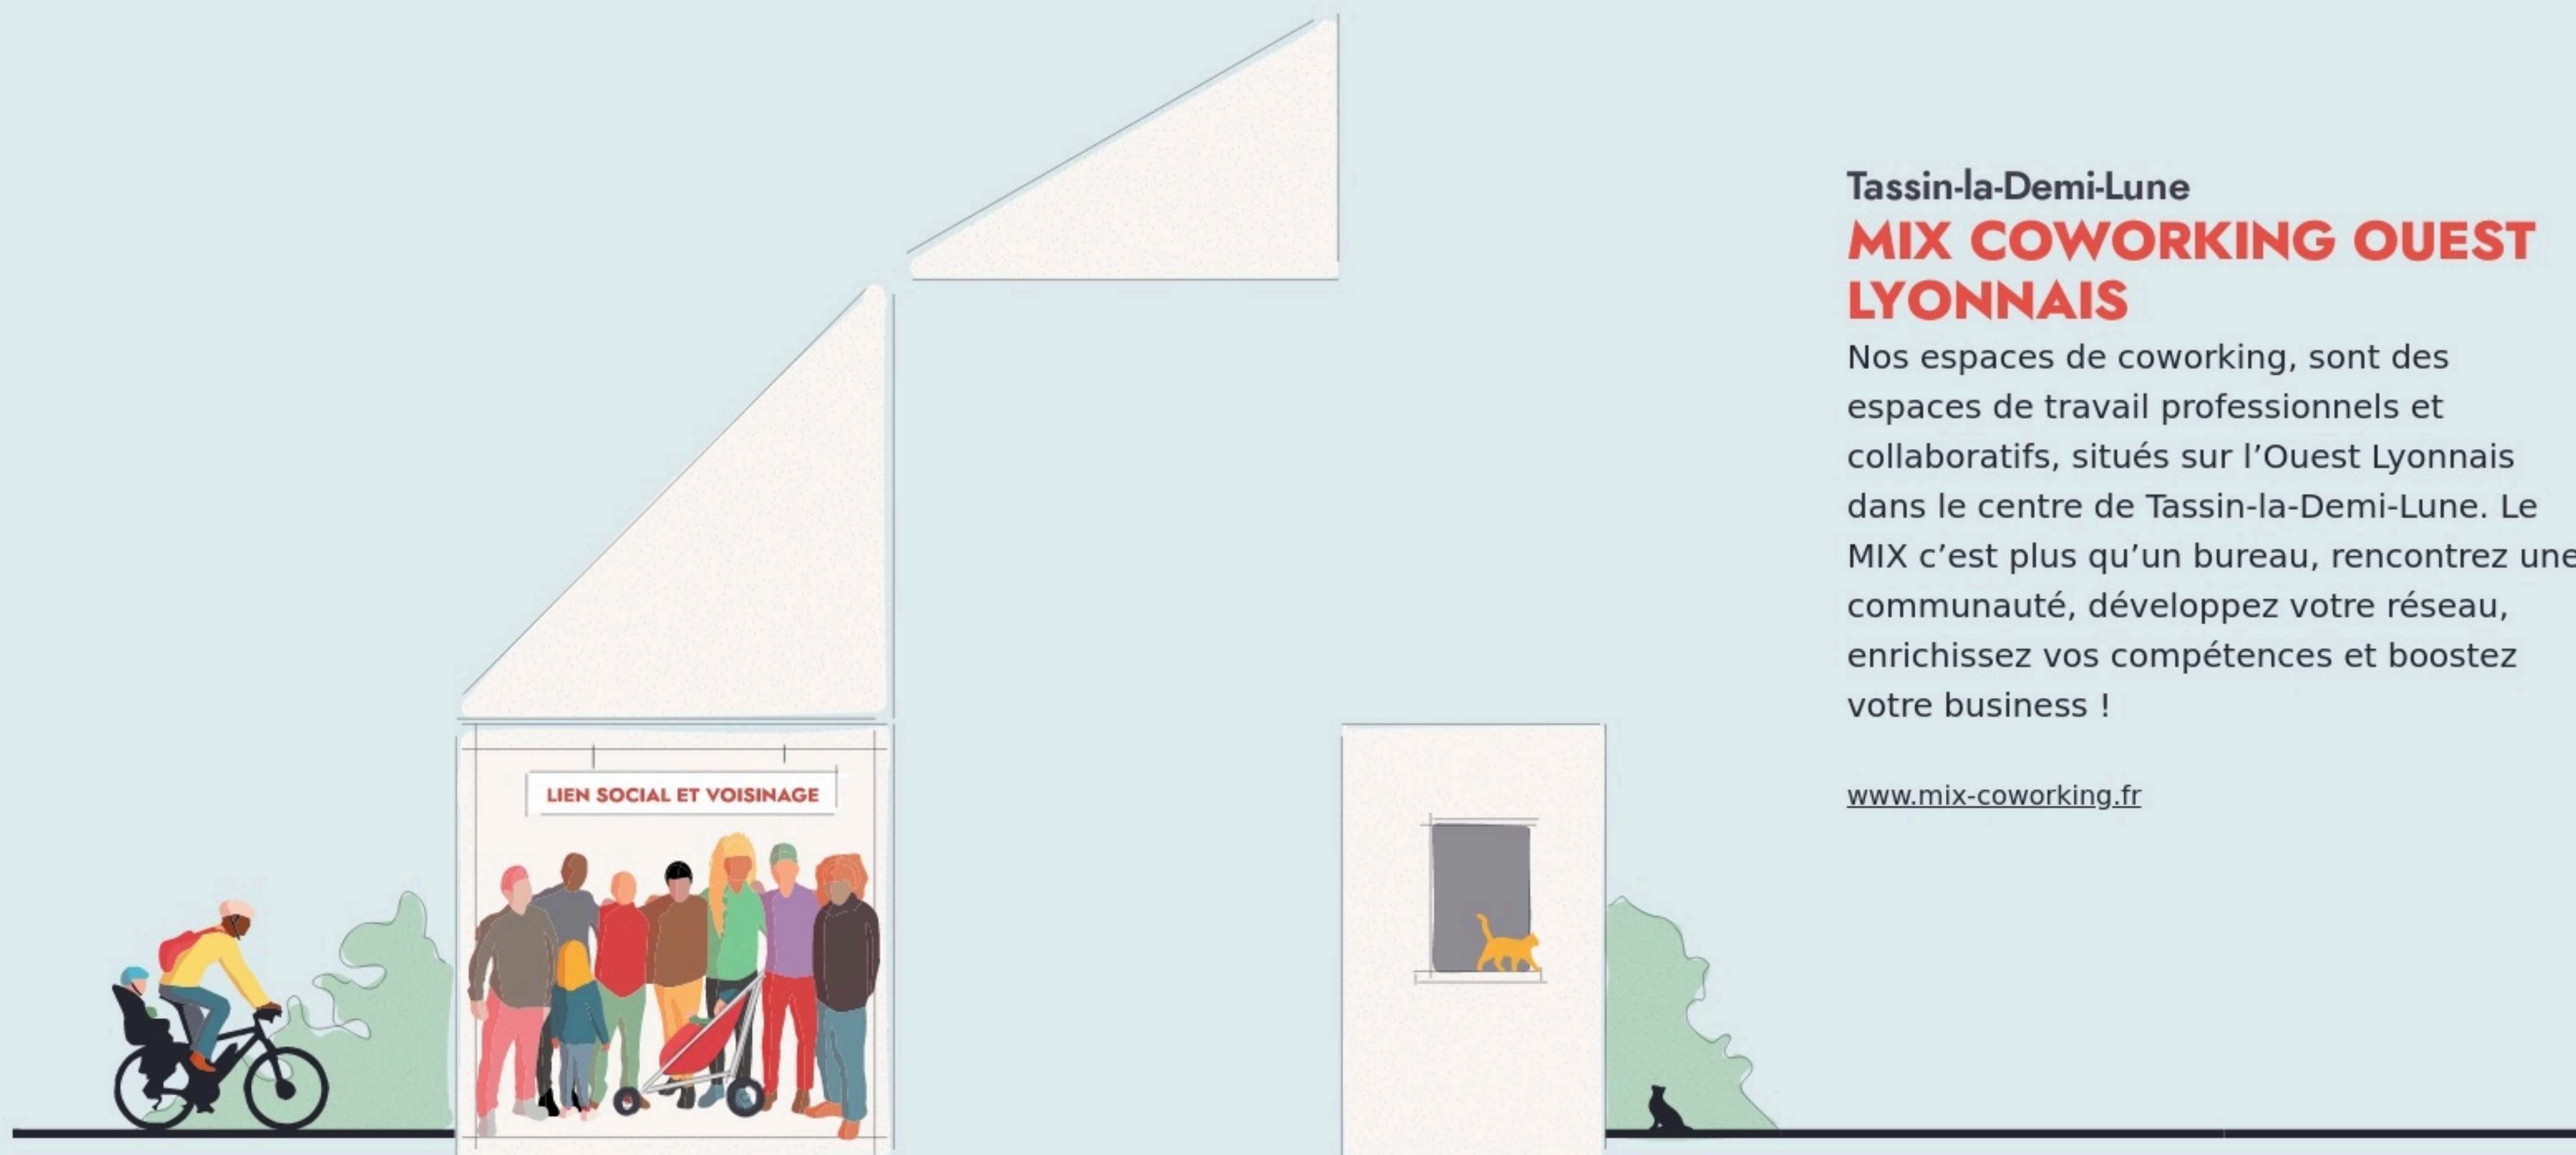 LIEN SOCIAL ET VOISINAGE
Tassin-la-Demi-Lune
MIX COWORKING OUEST
LYONNAIS
Nos espaces de coworking, sont des
espaces de travail professionnels et
collaboratifs, situés sur l’Ouest Lyonnais
dans le centre de Tassin-la-Demi-Lune. Le
MIX c’est plus qu’un bureau, rencontrez une
communauté, développez votre réseau,
enrichissez vos compétences et boostez
votre business !
www.mix-coworking.fr